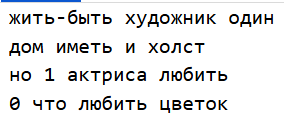 жить-быть художник один
дом иметь и холст
но 1 актриса любить
0 что любить цветок